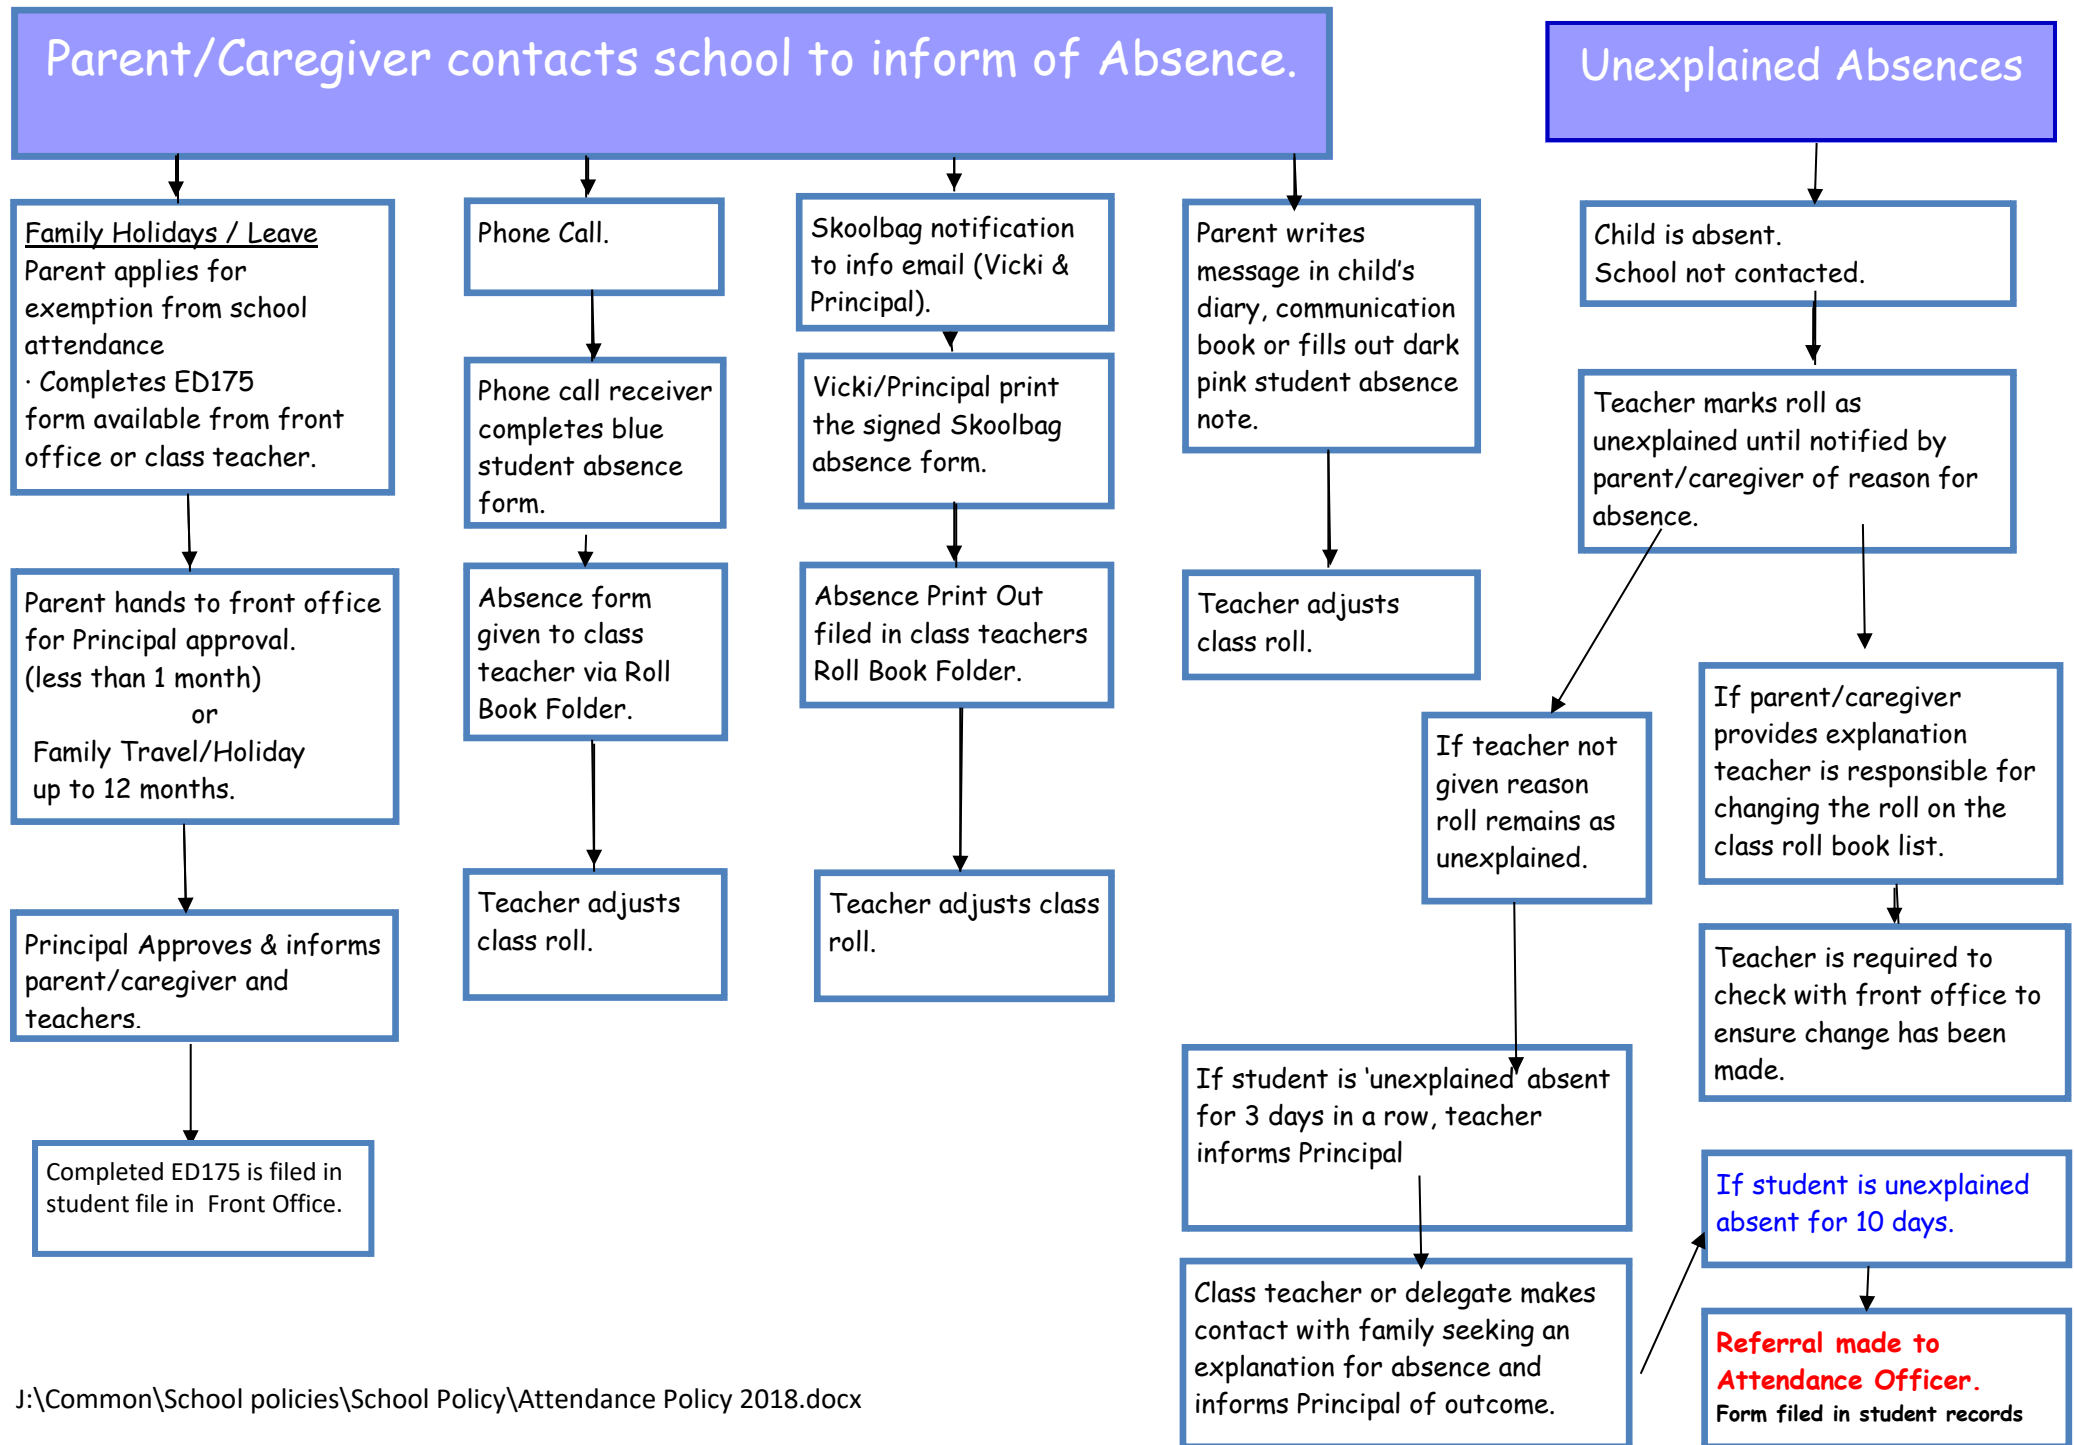 Parent/Caregiver contacts school to inform of Absence.
Unexplained Absences
Family Holidays / Leave
Parent applies for
exemption from school
attendance
· Completes ED175
form available from front
office or class teacher.
Parent hands to front office
for Principal approval.
(less than 1 month)
or
Family Travel/Holiday
up to 12 months.
Principal Approves & informs
parent/caregiver and
teachers.
Completed ED175 is filed in
student file in  Front Office.
Phone Call.
Phone call receiver
completes blue
student absence
form.
Absence form
given to class
teacher via Roll
Book Folder.
Teacher adjusts
class roll.
Skoolbag notification
to info email (Vicki &
Principal).
Vicki/Principal print
the signed Skoolbag
absence form.
Absence Print Out
filed in class teachers
Roll Book Folder.
Teacher adjusts class
roll.
Parent writes
message in child's
diary, communication
book or fills out dark
pink student absence
note.
Teacher adjusts
class roll.
Child is absent.
School not contacted.
Teacher marks roll as
unexplained until notified by
parent/caregiver of reason for
absence.
If teacher not
given reason
roll remains as
unexplained.
If student is ‘unexplained’ absent
for 3 days in a row, teacher
informs Principal
Class teacher or delegate makes
contact with family seeking an
explanation for absence and
informs Principal of outcome.
If parent/caregiver
provides explanation
teacher is responsible for
changing the roll on the
class roll book list.
Teacher is required to
check with front office to
ensure change has been
made.
If student is unexplained
absent for 10 days.
Referral made to
Attendance Officer.
Form filed in student records
J:\Common\School policies\School Policy\Attendance Policy 2018.docx